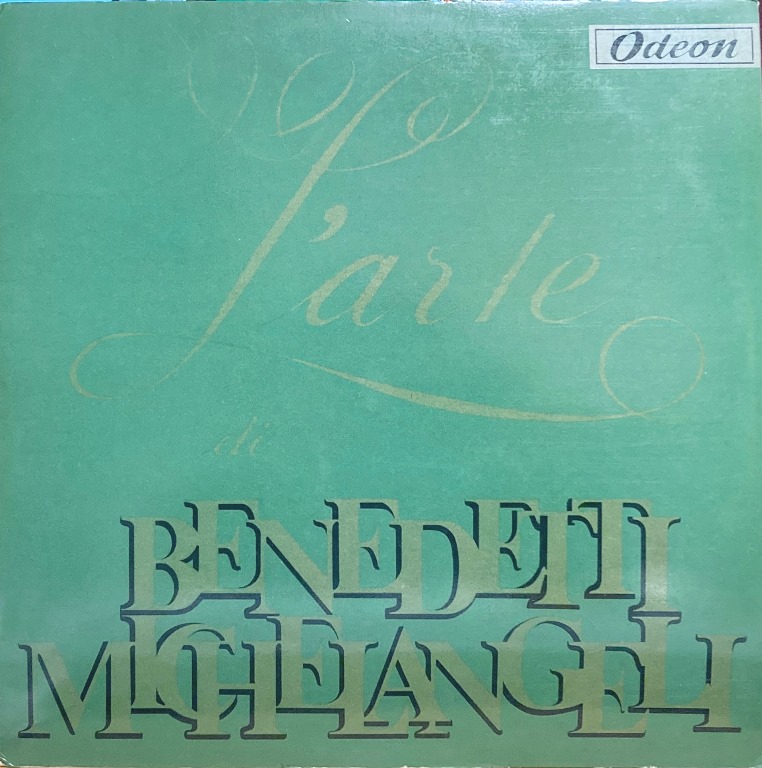 Odeon
L'arte
di
BENEDETTI
MICHELANGELI